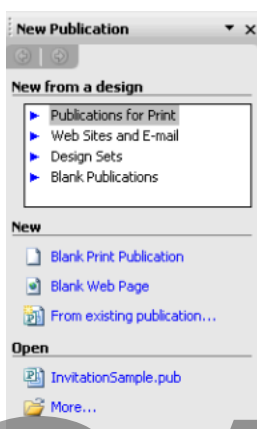 New Publication
New from a design
Publications for Print
Web Sites and E-mail
Design Sets
Blank Publications
New
Blank Print Publication
Blank Web Page
From existing publication...
Open
InvitationSample.pub
More...